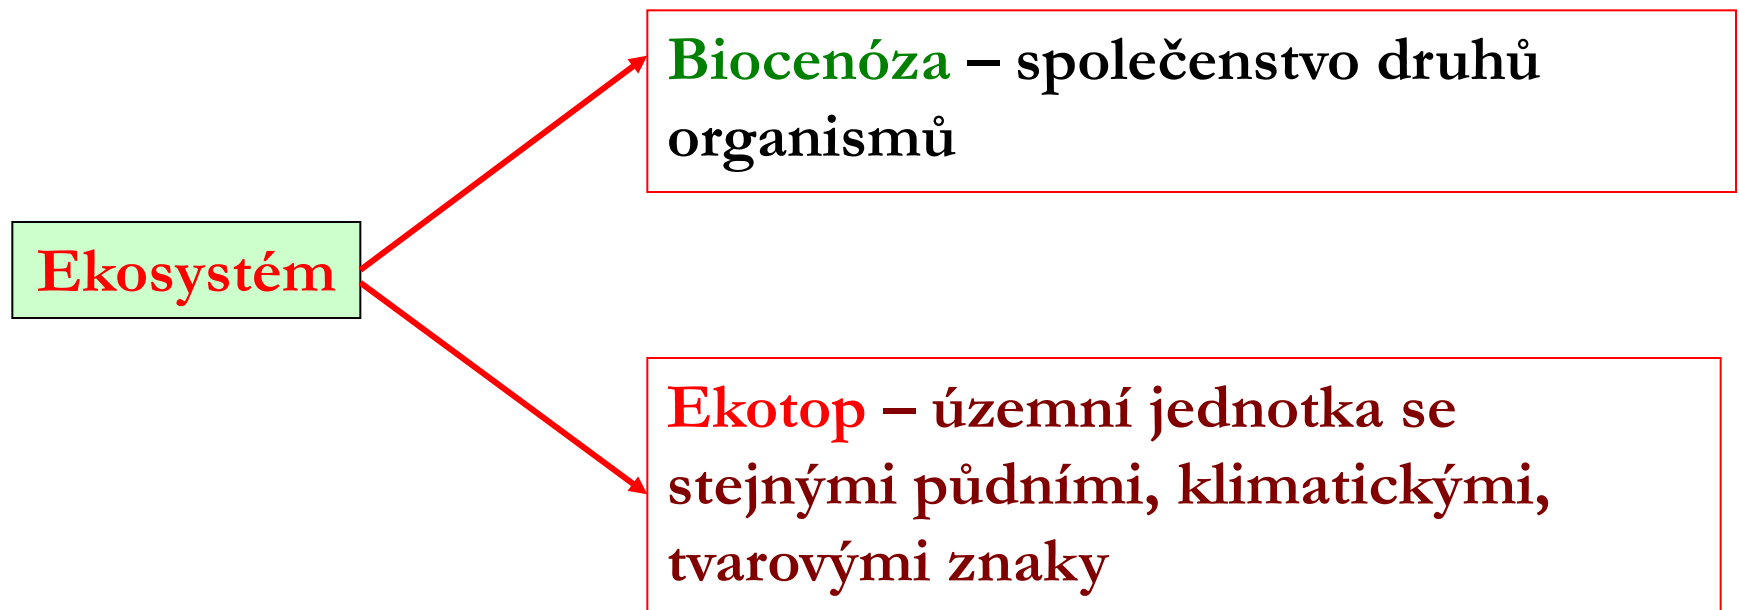 Biocenóza – společenstvo druhů
organismů
Ekosystém
Ekotop – územní jednotka se
stejnými půdními, klimatickými,
tvarovými znaky